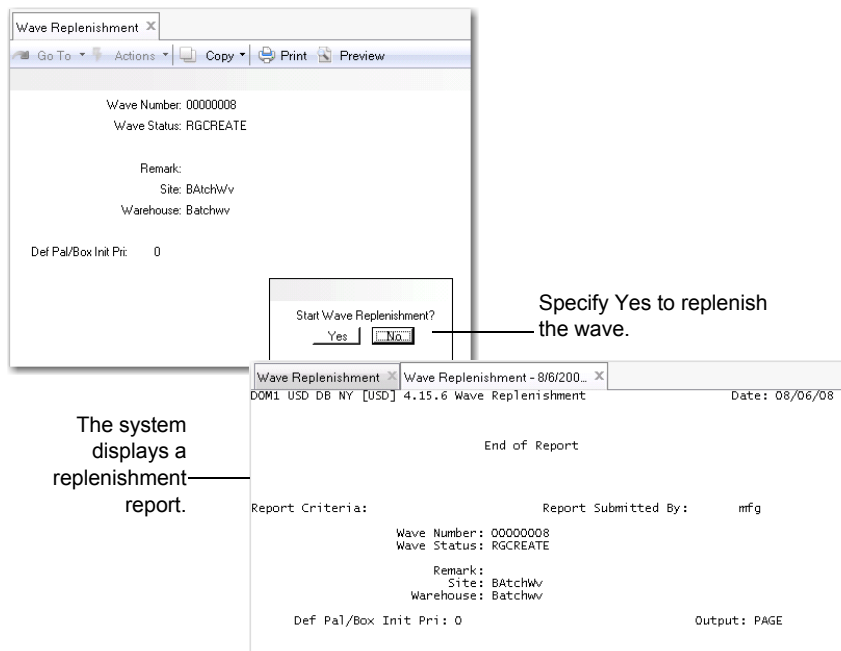 Wave Replenishment
Go To Actions Copy Print Preview
Wave Number: 00000008
Wave Status: RGCREATE
Remark:
Site: BAtchWv
Warehouse: Batchwv
Def Pal/Box Init Pri: 0
Start Wave Replenishment?
Yes No
Specify Yes to replenish
the wave.
Wave Replenishment Wave Replenishment - 8/6/200...
DOM1 USD DB NY [USD] 4.15.6 Wave Replenishment Date: 08/06/08
The system
displays a
replenishment
report.
End of Report
Report Criteria: Report Submitted By: mfg
Wave Number: 00000008
Wave Status: RGCREATE
Remark:
Site: BAtchWv
Warehouse: Batchwv
Def Pal/Box Init Pri: 0 Output: PAGE